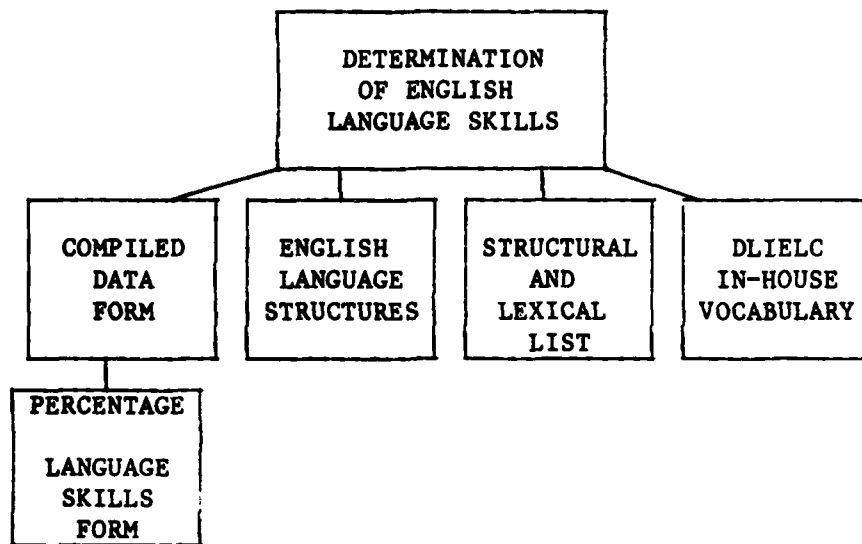 DETERMINATION
OF ENGLISH
LANGUAGE SKILLS
COMPILED
DATA
FORM
ENGLISH
LANGUAGE
STRUCTURES
STRUCTURAL
AND
LEXICAL
LIST
DLIELC
IN-HOUSE
VOCABULARY
PERCENTAGE
LANGUAGE
SKILLS
FORM